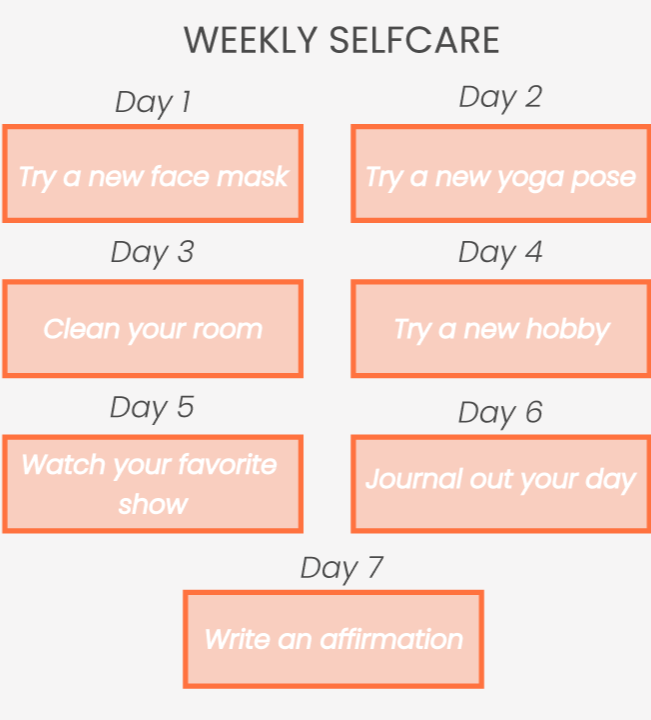 WEEKLY SELFCARE
Day 1
Try a new face mask
Day 2
Try a new yoga pose
Day 3
Clean your room
Day 4
Try a new hobby
Day 5
Watch your favorite
show
Day 6
Journal out your day
Day 7
Write an affirmation